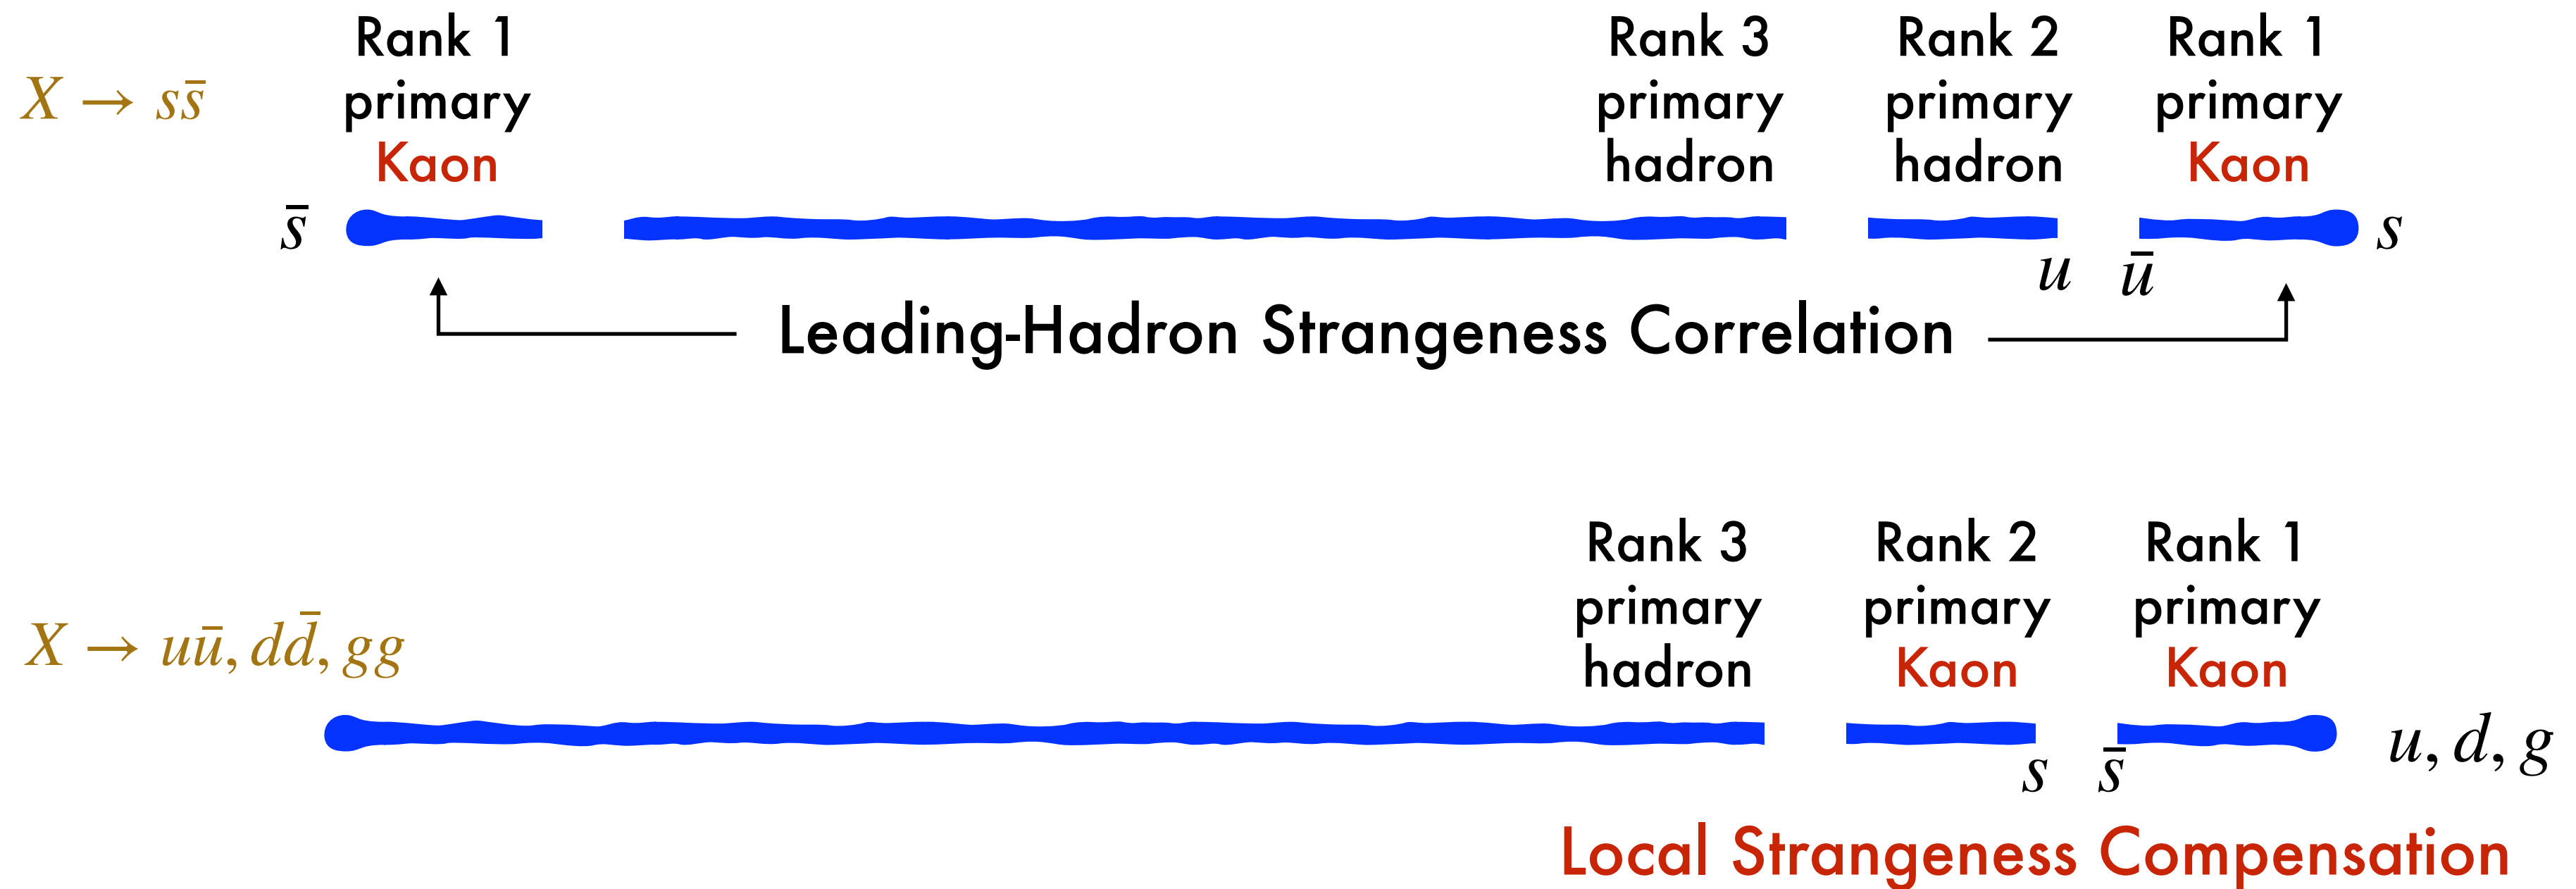 Rank 1
primary
Kaon
Rank 3
primary
hadron
Rank 2
primary
hadron
Rank 1
primary
Kaon
X → ss̄
s̄
s
u
ū
Leading-Hadron Strangeness Correlation
Rank 3
primary
hadron
Rank 2
primary
Kaon
Rank 1
primary
Kaon
X → uū, dd̄, gg
s
s̄
u, d, g
Local Strangeness Compensation